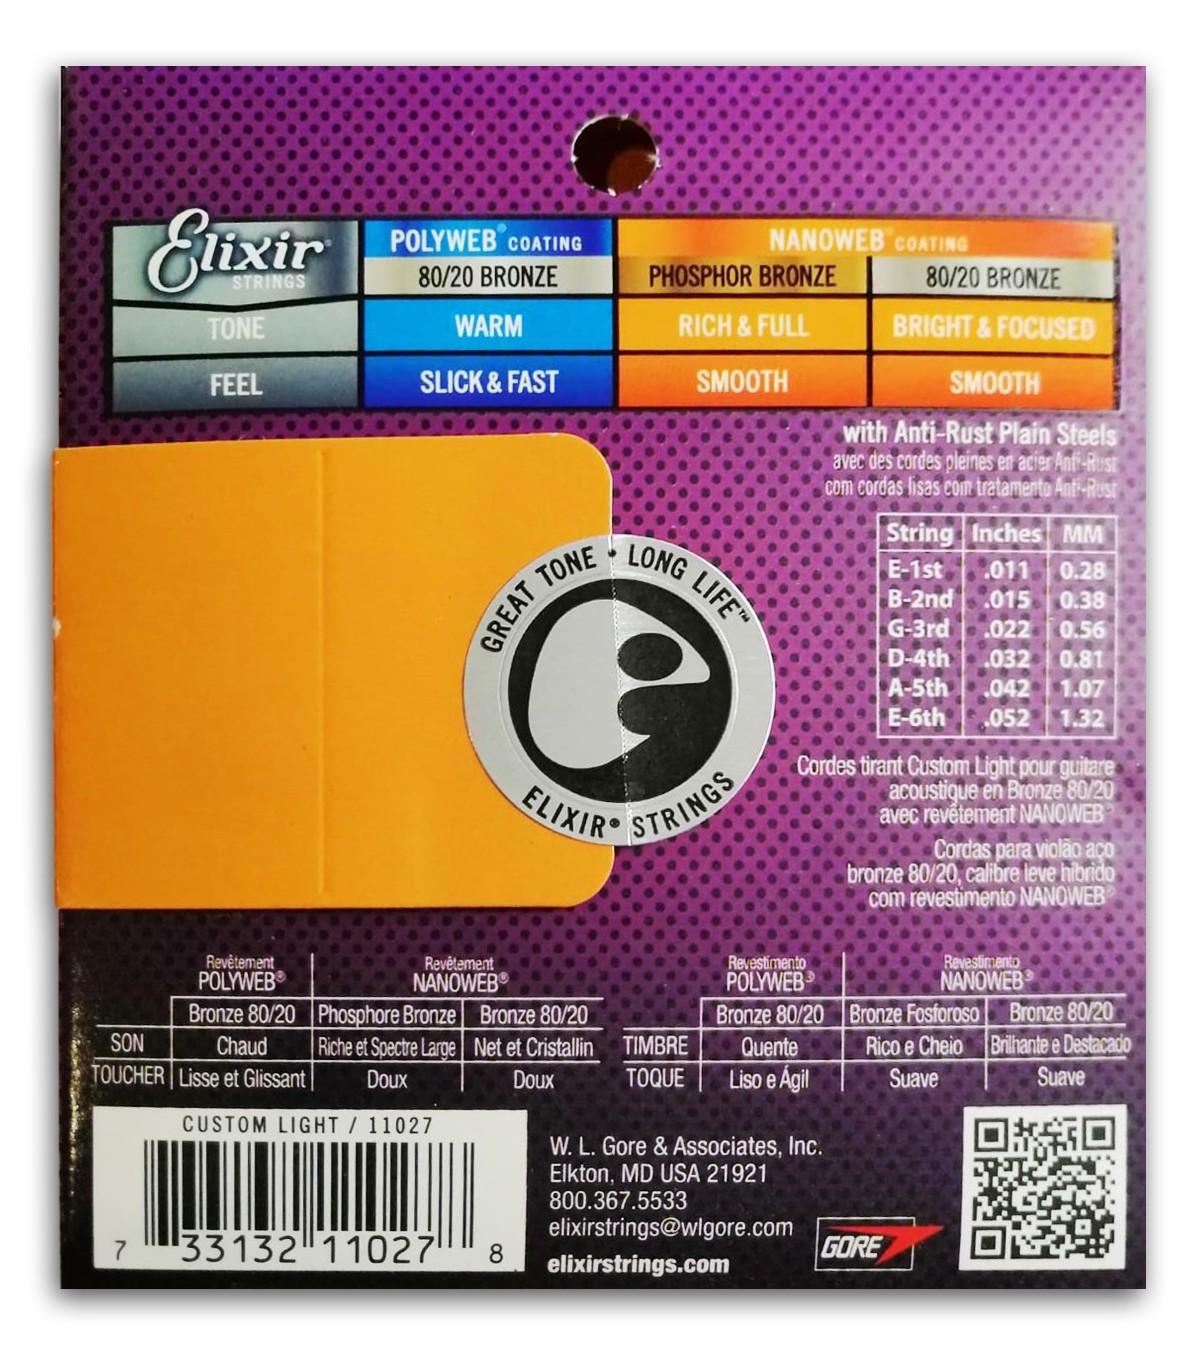 Elixir®
STRINGS
POLYWEB® COATING
NANOWEB® COATING
80/20 BRONZE
PHOSPHOR BRONZE
80/20 BRONZE
TONE
WARM
RICH & FULL
BRIGHT & FOCUSED
FEEL
SLICK & FAST
SMOOTH
SMOOTH
with Anti-Rust Plain Steels
avec des cordes pleines en acier Anti-Rust
com cordas lisas com tratamento Anti-Rust
String Inches MM
E-1st .011 0.28
B-2nd .015 0.38
G-3rd .022 0.56
D-4th .032 0.81
A-5th .042 1.07
E-6th .052 1.32
GREAT TONE • LONG LIFE™
ELIXIR® STRINGS
Cordes tirant Custom Light pour guitare
acoustique en Bronze 80/20
avec revêtement NANOWEB®
Cordas para violão aço
bronze 80/20, calibre leve híbrido
com revestimento NANOWEB®
Revêtement
POLYWEB®
Revêtement
NANOWEB®
Bronze 80/20 Phosphore Bronze Bronze 80/20
SON Chaud Riche et Spectre Large Net et Cristallin
TOUCHER Lisse et Glissant Doux Doux
Revestimento
POLYWEB®
Revestimento
NANOWEB®
Bronze 80/20 Bronze Fosforoso Bronze 80/20
TIMBRE Quente Rico e Cheio Brilhante e Destacado
TOQUE Liso e Ágil Suave Suave
CUSTOM LIGHT / 11027
7 33132 11027 8
W. L. Gore & Associates, Inc.
Elkton, MD USA 21921
800.367.5533
elixirstrings@wlgore.com
elixirstrings.com
GORE